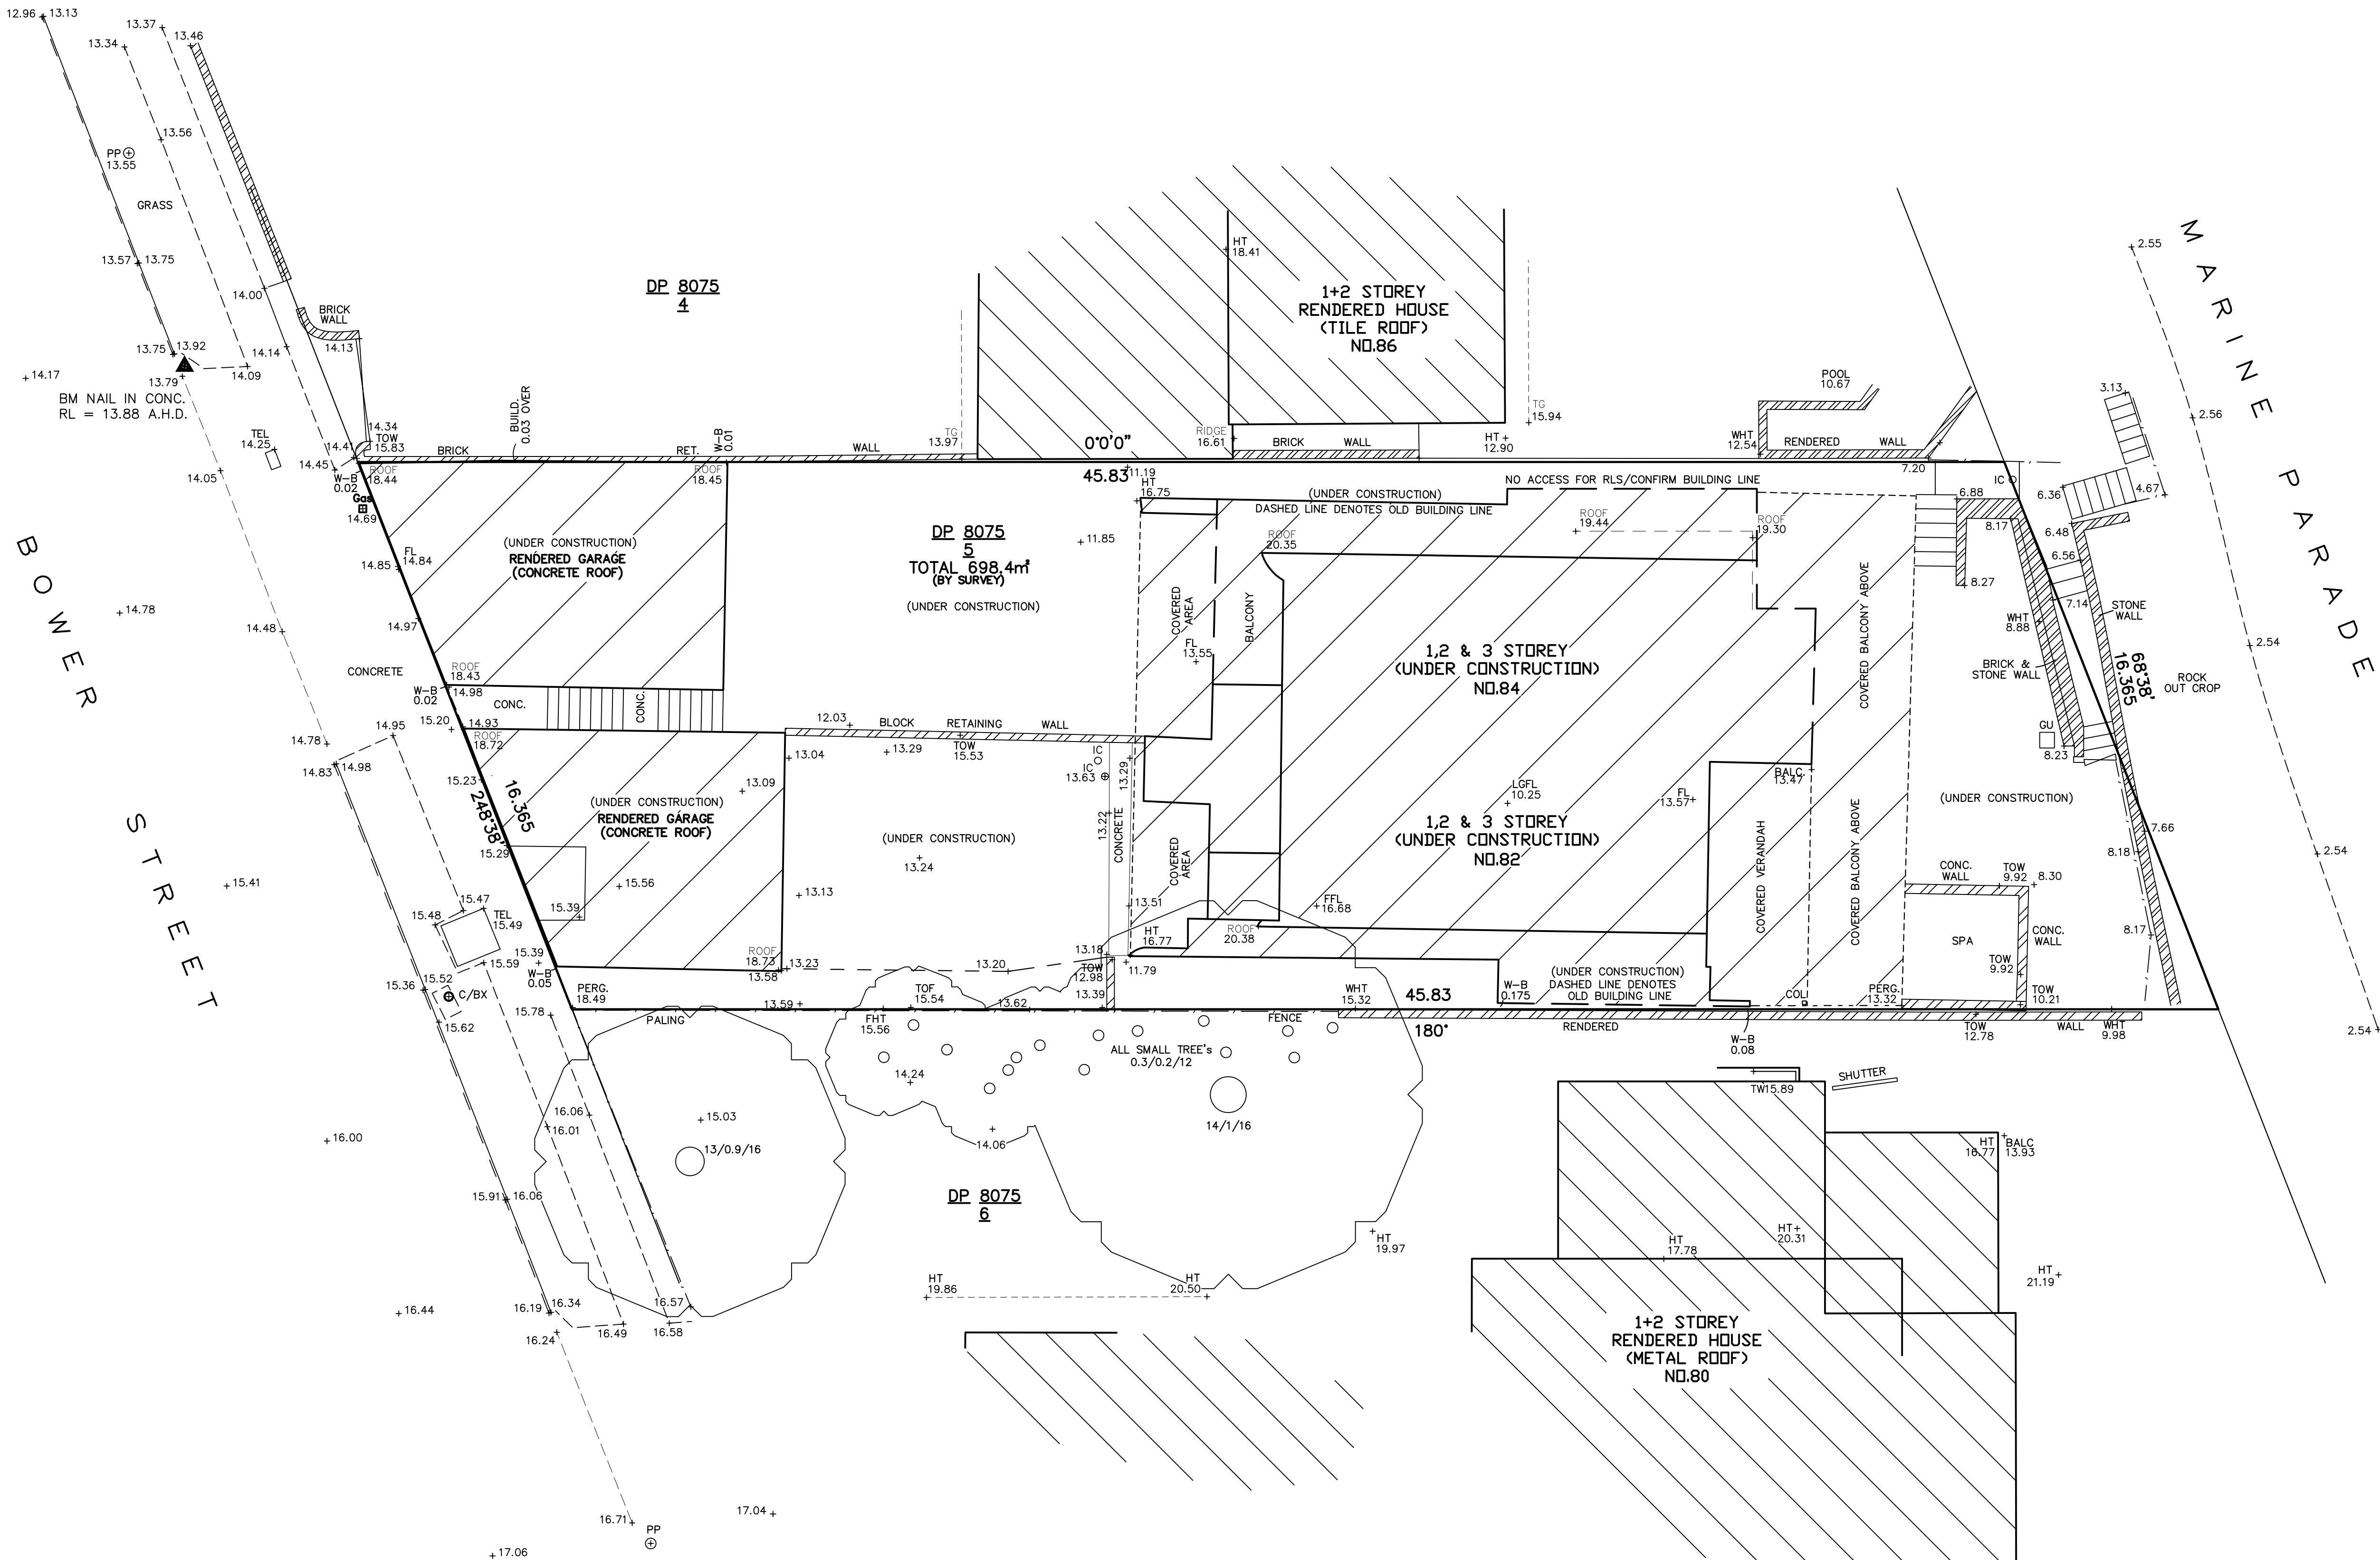 12.96
13.13
13.37
13.34
13.46
13.56
PP
13.55
GRASS
13.57
13.75
14.00
BRICK
WALL
14.13
14.14
13.75
13.92
14.09
13.79
14.17
BM NAIL IN CONC.
RL = 13.88 A.H.D.
TEL
14.25
14.05
14.34
TOW
15.83
14.41
14.45
W-B
0.02
Gas
14.69
ROOF
18.44
BRICK
BUILD.
0.03 OVER
RET.
W-B
0.01
WALL
ROOF
18.45
DP 8075
4
TG
13.97
HT
18.41
1+2 STOREY
RENDERED HOUSE
(TILE ROOF)
NO.86
TG
15.94
RIDGE
16.61
BRICK
WALL
HT
12.90
0°0'0"
45.83
11.19
HT
16.75
POOL
10.67
WHT
12.54
RENDERED
WALL
7.20
NO ACCESS FOR RLS/CONFIRM BUILDING LINE
(UNDER CONSTRUCTION)
DASHED LINE DENOTES OLD BUILDING LINE
IC
6.88
8.17
6.36
4.67
3.13
2.55
2.56
MARINE PARADE
6.48
6.56
7.14
STONE
WALL
8.27
WHT
8.88
BRICK &
STONE WALL
68°38'
16.365
ROCK
OUT CROP
2.54
GU
8.23
(UNDER CONSTRUCTION)
7.66
8.18
2.54
8.17
2.54
BOWER STREET
14.78
14.48
14.85
FL
14.84
14.97
(UNDER CONSTRUCTION)
RENDERED GARAGE
(CONCRETE ROOF)
DP 8075
5
TOTAL 698.4m²
(BY SURVEY)
(UNDER CONSTRUCTION)
11.85
COVERED
AREA
FL
13.55
BALCONY
ROOF
20.35
ROOF
19.44
ROOF
19.30
COVERED BALCONY ABOVE
1,2 & 3 STOREY
(UNDER CONSTRUCTION)
NO.84
CONCRETE
ROOF
18.43
W-B
0.02
14.98
CONC.
CONC.
15.20
14.93
ROOF
18.72
12.03
BLOCK
RETAINING
WALL
13.29
TOW
15.53
13.04
IC
IC
13.63
13.29
14.95
14.78
14.83
14.98
15.23
248°38'
16.365
13.09
(UNDER CONSTRUCTION)
RENDERED GARAGE
(CONCRETE ROOF)
15.29
15.56
15.39
(UNDER CONSTRUCTION)
13.24
13.13
13.22
CONCRETE
COVERED
AREA
13.51
LGFL
10.25
FL
13.57
1,2 & 3 STOREY
(UNDER CONSTRUCTION)
NO.82
BALC.
13.47
COVERED VERANDAH
COVERED BALCONY ABOVE
CONC.
WALL
TOW
9.92
8.30
SPA
CONC.
WALL
TOW
9.92
TOW
10.21
15.41
15.47
15.48
TEL
15.49
15.39
15.59
W-B
0.05
15.52
15.36
C/BX
15.62
PERG.
18.49
15.78
ROOF
18.73
13.58
13.23
13.59
13.20
TOF
15.54
13.62
13.18
TOW
12.98
13.39
11.79
HT
16.77
ROOF
20.38
FFL
16.68
WHT
15.32
45.83
W-B
0.175
(UNDER CONSTRUCTION)
DASHED LINE DENOTES
OLD BUILDING LINE
COL
PERG.
13.32
PALING
FHT
15.56
FENCE
180°
RENDERED
W-B
0.08
TOW
12.78
WALL
WHT
9.98
ALL SMALL TREE's
0.3/0.2/12
14.24
14.06
14/1/16
TW15.89
SHUTTER
16.06
16.01
15.03
13/0.9/16
16.00
15.91
16.06
DP 8075
6
HT
19.97
HT
17.78
HT
20.31
HT
16.77
BALC
13.93
HT
21.19
HT
19.86
HT
20.50
16.44
16.19
16.34
16.57
16.24
16.49
16.58
1+2 STOREY
RENDERED HOUSE
(METAL ROOF)
NO.80
16.71
PP
17.04
17.06